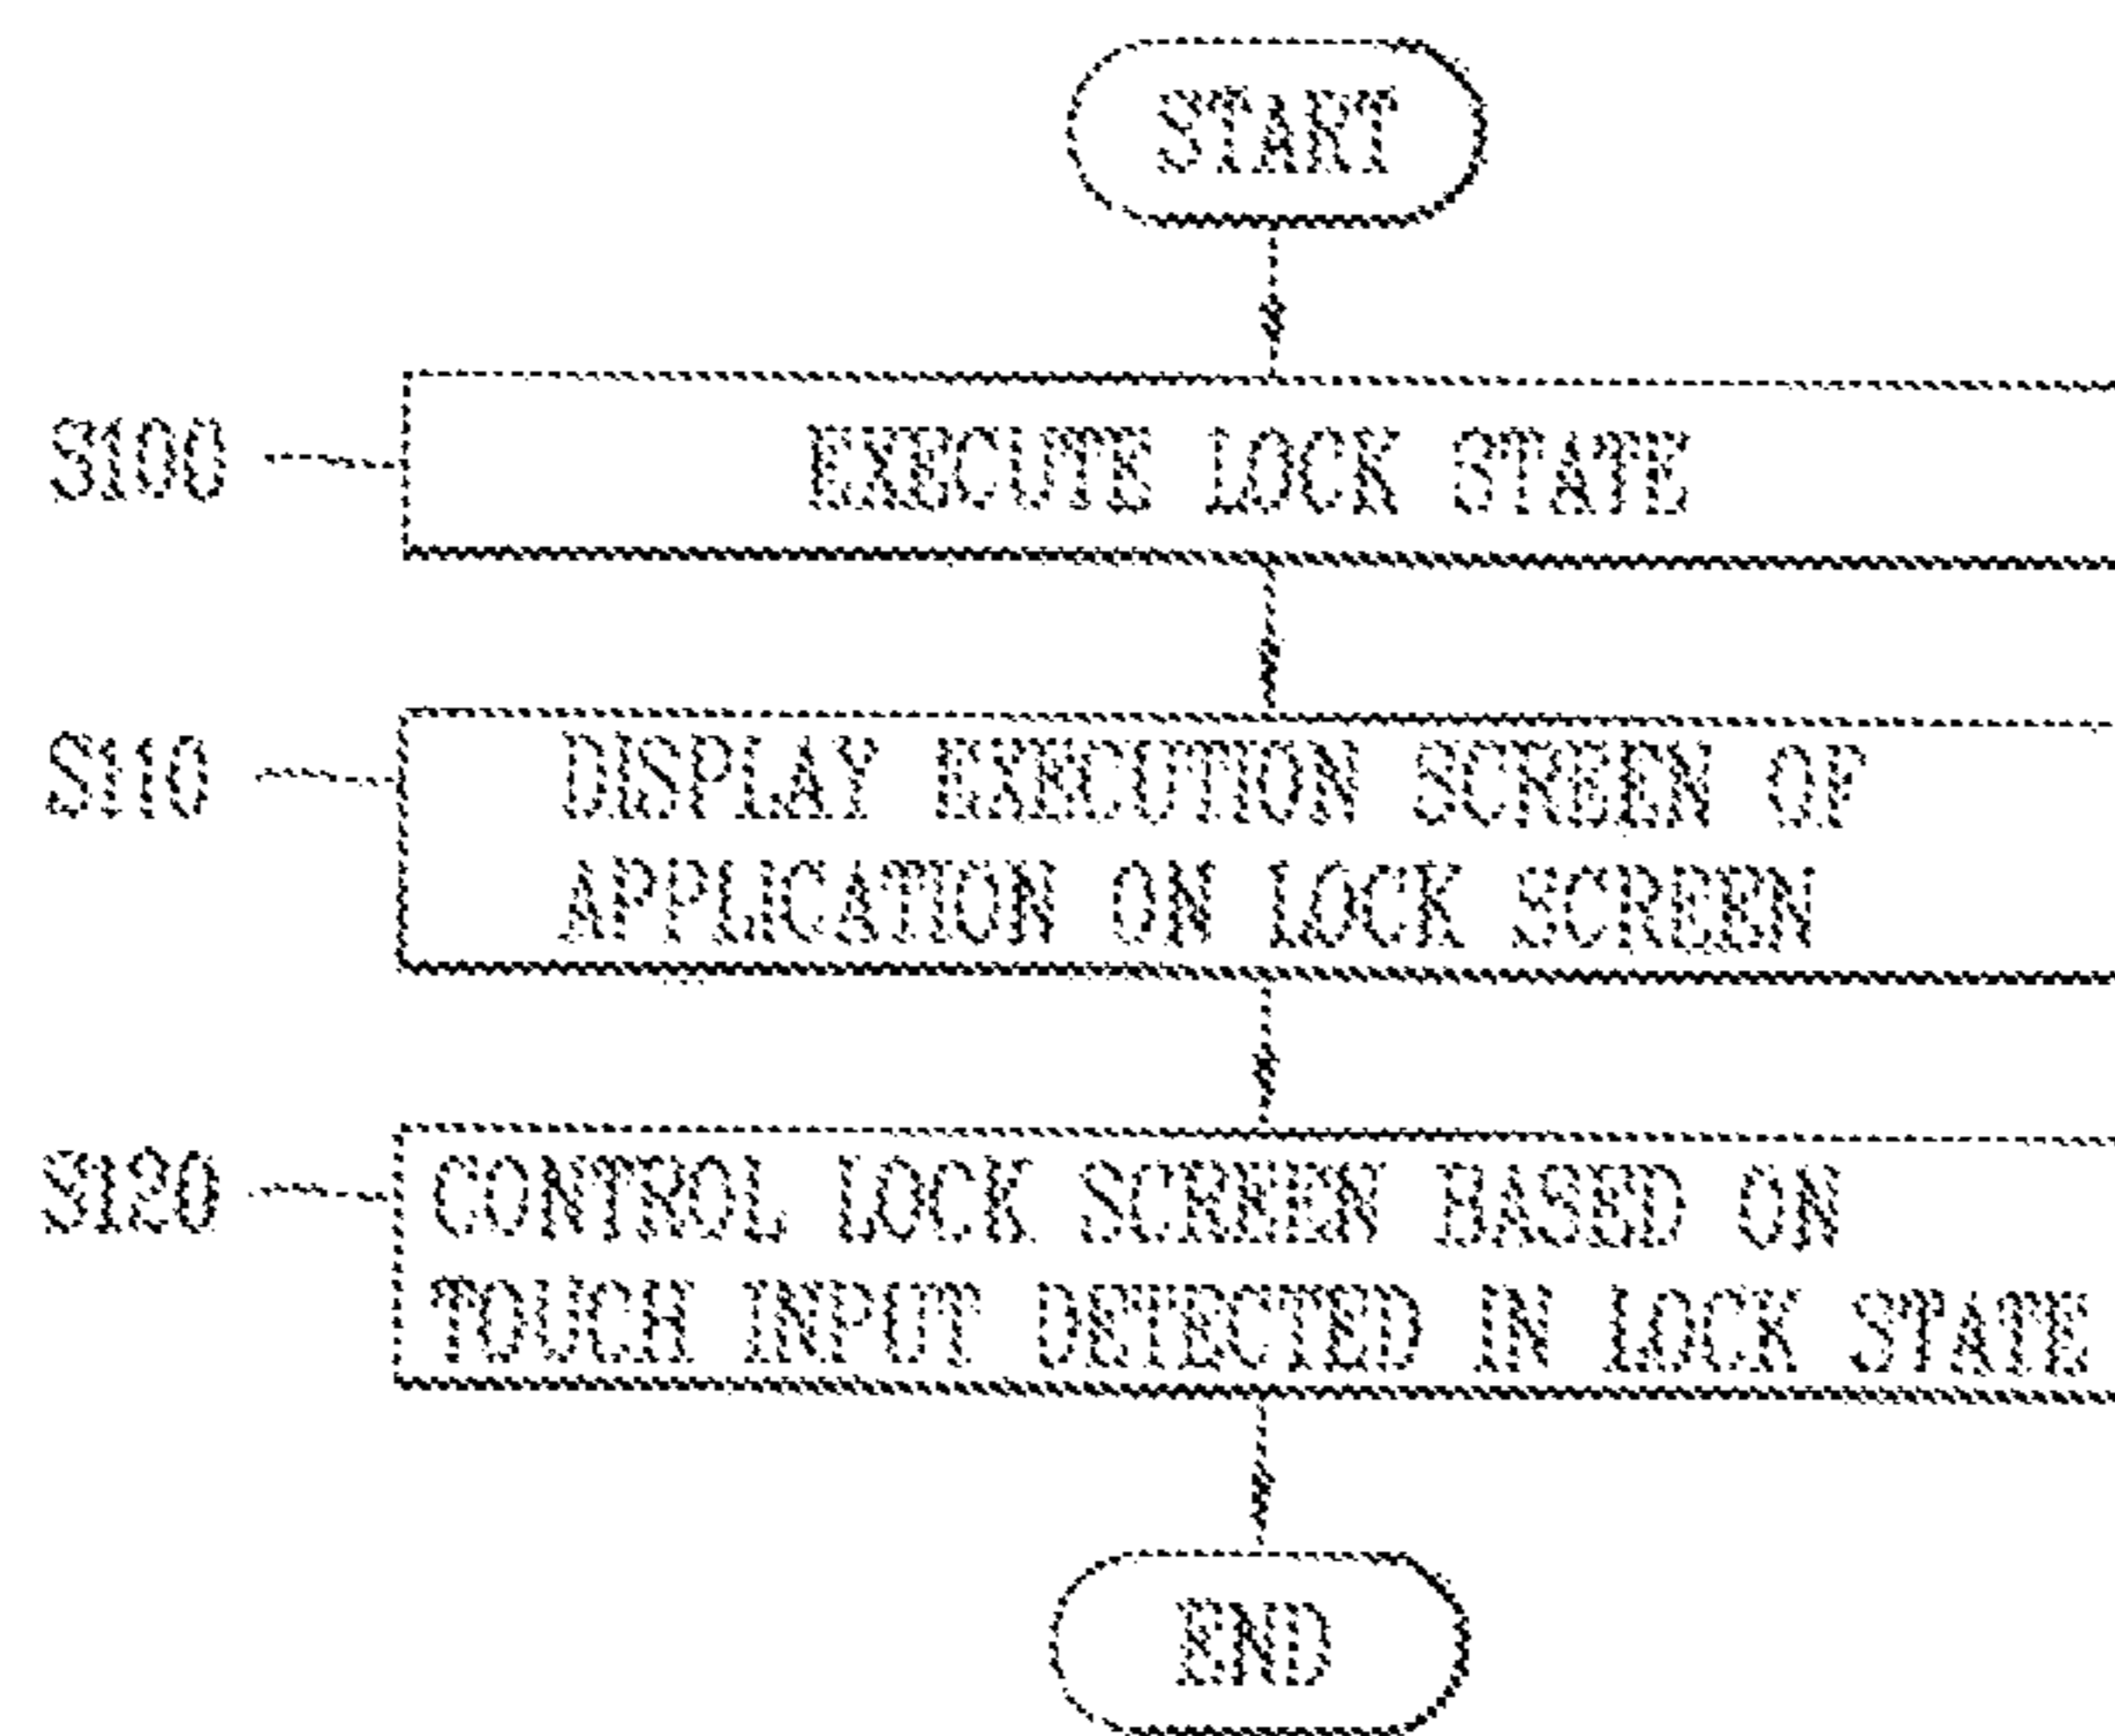 START
S100
EXECUTE LOCK STATE
S110
DISPLAY EXECUTION SCREEN OF
APPLICATION ON LOCK SCREEN
S120
CONTROL LOCK SCREEN BASED ON
TOUCH INPUT DETECTED IN LOCK STATE
END